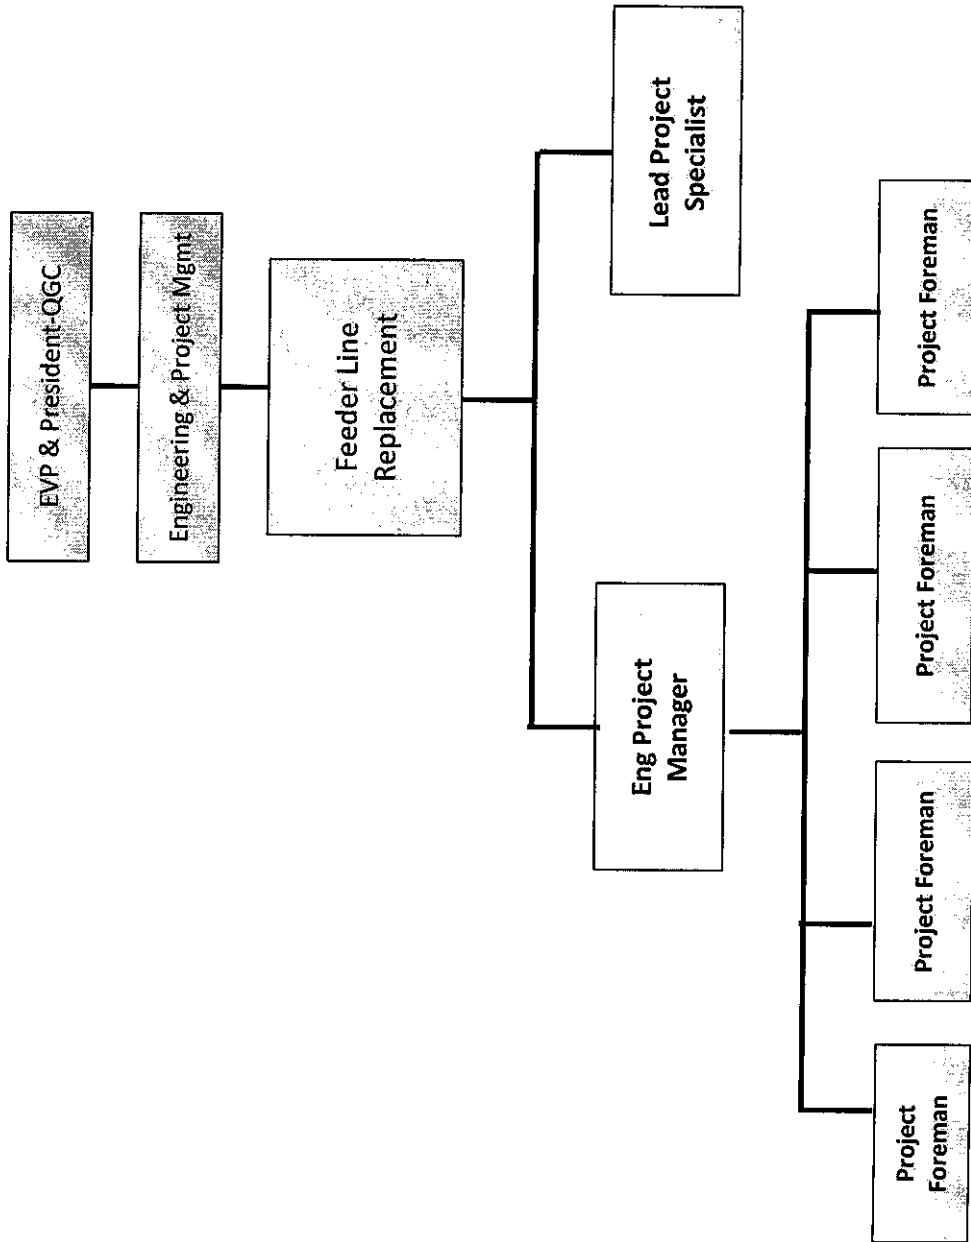 EVP & President-QGC
Engineering & Project Mgmt
Feeder Line
Replacement
Eng Project
Manager
Lead Project
Specialist
Project
Foreman
Project Foreman
Project Foreman
Project Foreman